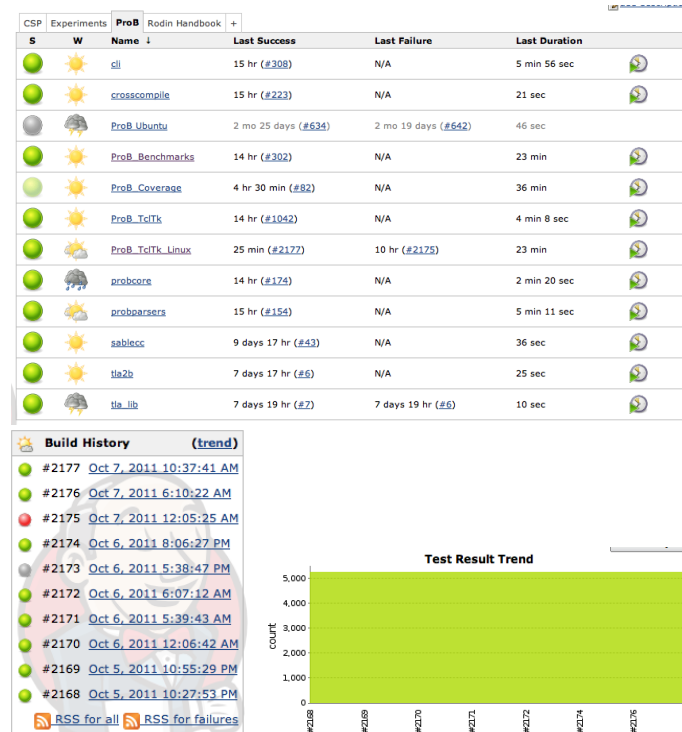 CSP Experiments ProB Rodin Handbook +
S W Name ↓ Last Success Last Failure Last Duration
cli 15 hr (#308) N/A 5 min 56 sec
crosscompile 15 hr (#223) N/A 21 sec
ProB Ubuntu 2 mo 25 days (#634) 2 mo 19 days (#642) 46 sec
ProB_Benchmarks 14 hr (#302) N/A 23 min
ProB_Coverage 4 hr 30 min (#82) N/A 36 min
ProB_TclTk 14 hr (#1042) N/A 4 min 8 sec
ProB_TclTk_Linux 25 min (#2177) 10 hr (#2175) 23 min
probcore 14 hr (#174) N/A 2 min 20 sec
probparsers 15 hr (#154) N/A 5 min 11 sec
sablecc 9 days 17 hr (#43) N/A 36 sec
tla2b 7 days 17 hr (#6) N/A 25 sec
tla_lib 7 days 19 hr (#7) 7 days 19 hr (#6) 10 sec
Build History (trend)
#2177 Oct 7, 2011 10:37:41 AM
#2176 Oct 7, 2011 6:10:22 AM
#2175 Oct 7, 2011 12:05:25 AM
#2174 Oct 6, 2011 8:06:27 PM
#2173 Oct 6, 2011 5:38:47 PM
#2172 Oct 6, 2011 6:07:12 AM
#2171 Oct 6, 2011 5:39:43 AM
#2170 Oct 6, 2011 12:06:42 AM
#2169 Oct 5, 2011 10:55:29 PM
#2168 Oct 5, 2011 10:27:53 PM
RSS for all RSS for failures
Test Result Trend
count
5,000
4,000
3,000
2,000
1,000
0
#2168 #2169 #2170 #2171 #2172 #2174 #2176